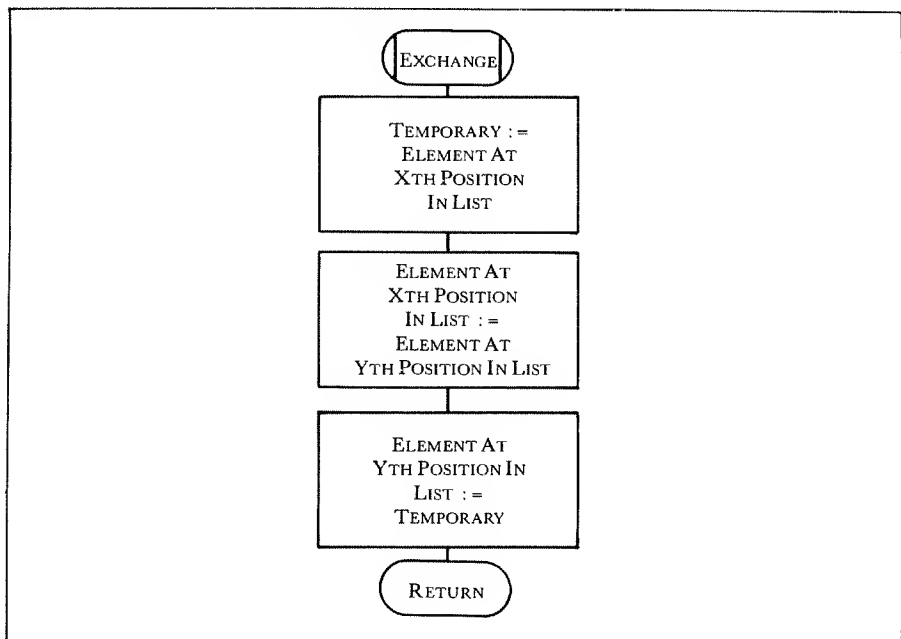 EXCHANGE
TEMPORARY :=
ELEMENT AT
XTH POSITION
IN LIST
ELEMENT AT
XTH POSITION
IN LIST :=
ELEMENT AT
YTH POSITION IN LIST
ELEMENT AT
YTH POSITION IN
LIST :=
TEMPORARY
RETURN